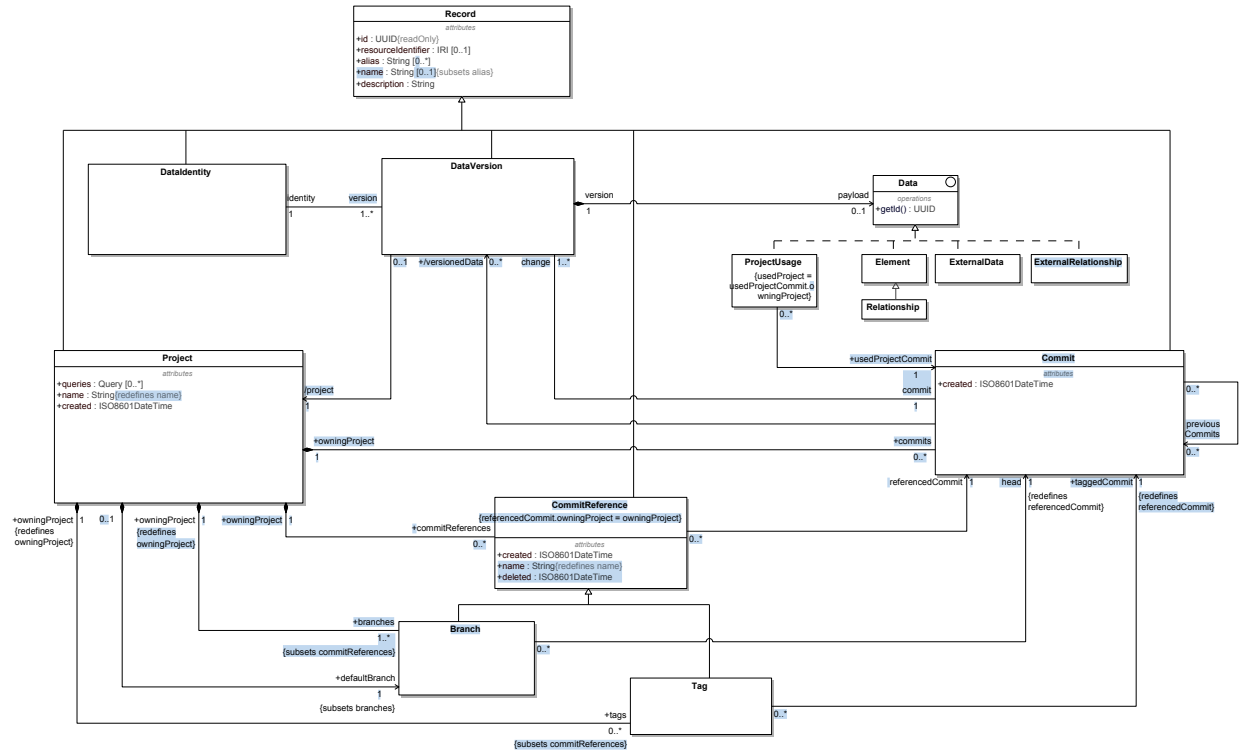 Record
attributes
+id : UUID{readOnly}
+resourceIdentifier : IRI [0..1]
+alias : String [0..*]
+name : String [0..1]{subsets alias}
+description : String
DataIdentity
identity
1
version
1..*
DataVersion
version
1
payload
0..1
Data
operations
+getId() : UUID
0..1
+/versionedData
0..*
change
1..*
ProjectUsage
{usedProject =
usedProjectCommit.o
wningProject}
0..*
Element
ExternalData
ExternalRelationship
Relationship
Project
attributes
+queries : Query [0..*]
+name : String{redefines name}
+created : ISO8601DateTime
/project
1
+usedProjectCommit
1
commit
1
Commit
attributes
+created : ISO8601DateTime
0..*
previous
Commits
0..*
+owningProject
1
+commits
0..*
referencedCommit
1
head
1
{redefines
referencedCommit}
+taggedCommit
1
{redefines
referencedCommit}
+owningProject
1
{redefines
owningProject}
0..1
+owningProject
1
{redefines
owningProject}
+owningProject
1
+commitReferences
0..*
CommitReference
{referencedCommit.owningProject = owningProject}
attributes
+created : ISO8601DateTime
+name : String{redefines name}
+deleted : ISO8601DateTime
0..*
+branches
1..*
{subsets commitReferences}
Branch
0..*
+defaultBranch
1
{subsets branches}
Tag
0..*
+tags
0..*
{subsets commitReferences}